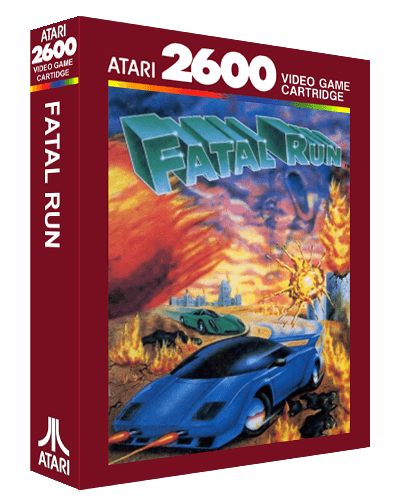 ATARI
2600
VIDEO GAME
CARTRIDGE
FATAL RUN
ATARI
ATARI 2600 VIDEO GAME
CARTRIDGE
FATAL RUN